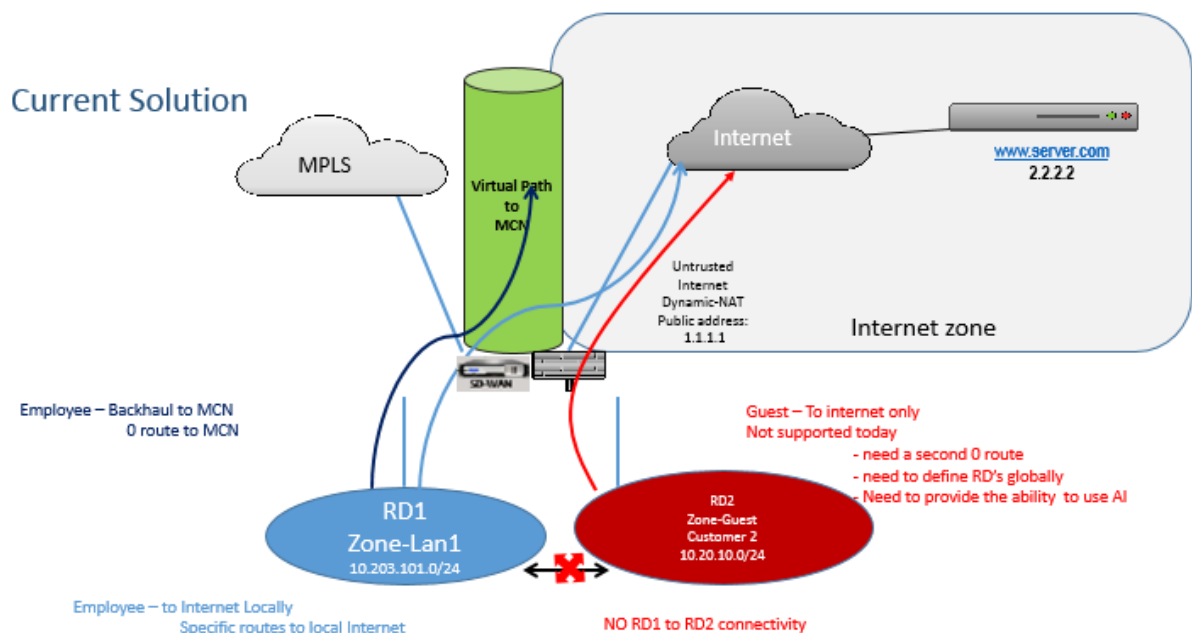 Current Solution
MPLS
Virtual Path
to
MCN
Internet
www.server.com
2.2.2.2
Untrusted
Internet
Dynamic-NAT
Public address:
1.1.1.1
Internet zone
SD-WAN
Employee – Backhaul to MCN
0 route to MCN
Guest – To internet only
Not supported today
- need a second 0 route
- need to define RD's globally
- Need to provide the ability to use AI
RD1
Zone-Lan1
10.203.101.0/24
RD2
Zone-Guest
Customer 2
10.20.10.0/24
Employee – to Internet Locally
Specific routes to local Internet
NO RD1 to RD2 connectivity